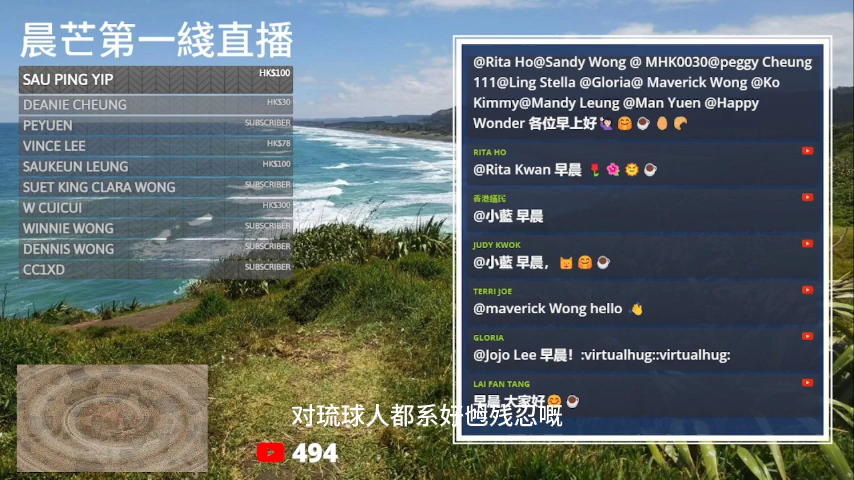 晨芒第一綫直播
SAU PING YIP HK$100
DEANIE CHEUNG HK$30
PEYUEN SUBSCRIBER
VINCE LEE HK$78
SAUKEUN LEUNG HK$100
SUET KING CLARA WONG SUBSCRIBER
W CUICUI HK$300
WINNIE WONG SUBSCRIBER
DENNIS WONG SUBSCRIBER
CC1XD SUBSCRIBER
@Rita Ho@Sandy Wong @ MHK0030@peggy Cheung
111@Ling Stella @Gloria@ Maverick Wong @Ko
Kimmy@Mandy Leung @Man Yuen @Happy
Wonder 各位早上好🙋🏻‍♀️🤗☕🥚🥐
RITA HO
@Rita Kwan 早晨 🌹🌺🌞☕
@小藍 早晨
JUDY KWOK
@小藍 早晨， 🐱🤗☕
TERRI JOE
@maverick Wong hello 👋
GLORIA
@Jojo Lee 早晨！:virtualhug::virtualhug:
LAI FAN TANG
早晨 大家好🤗☕
对琉球人都系好乸残忍嘅
494